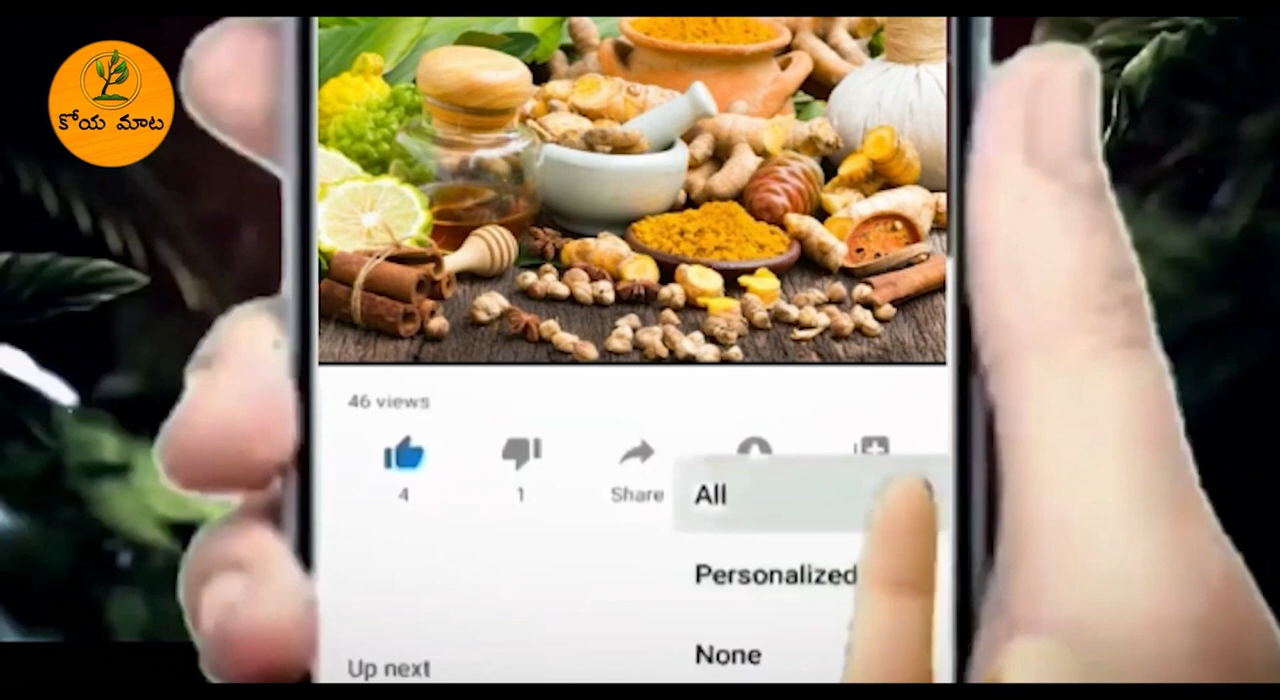 కోయ మాట
46 views
4
1
Share
All
Personalized
None
Up next